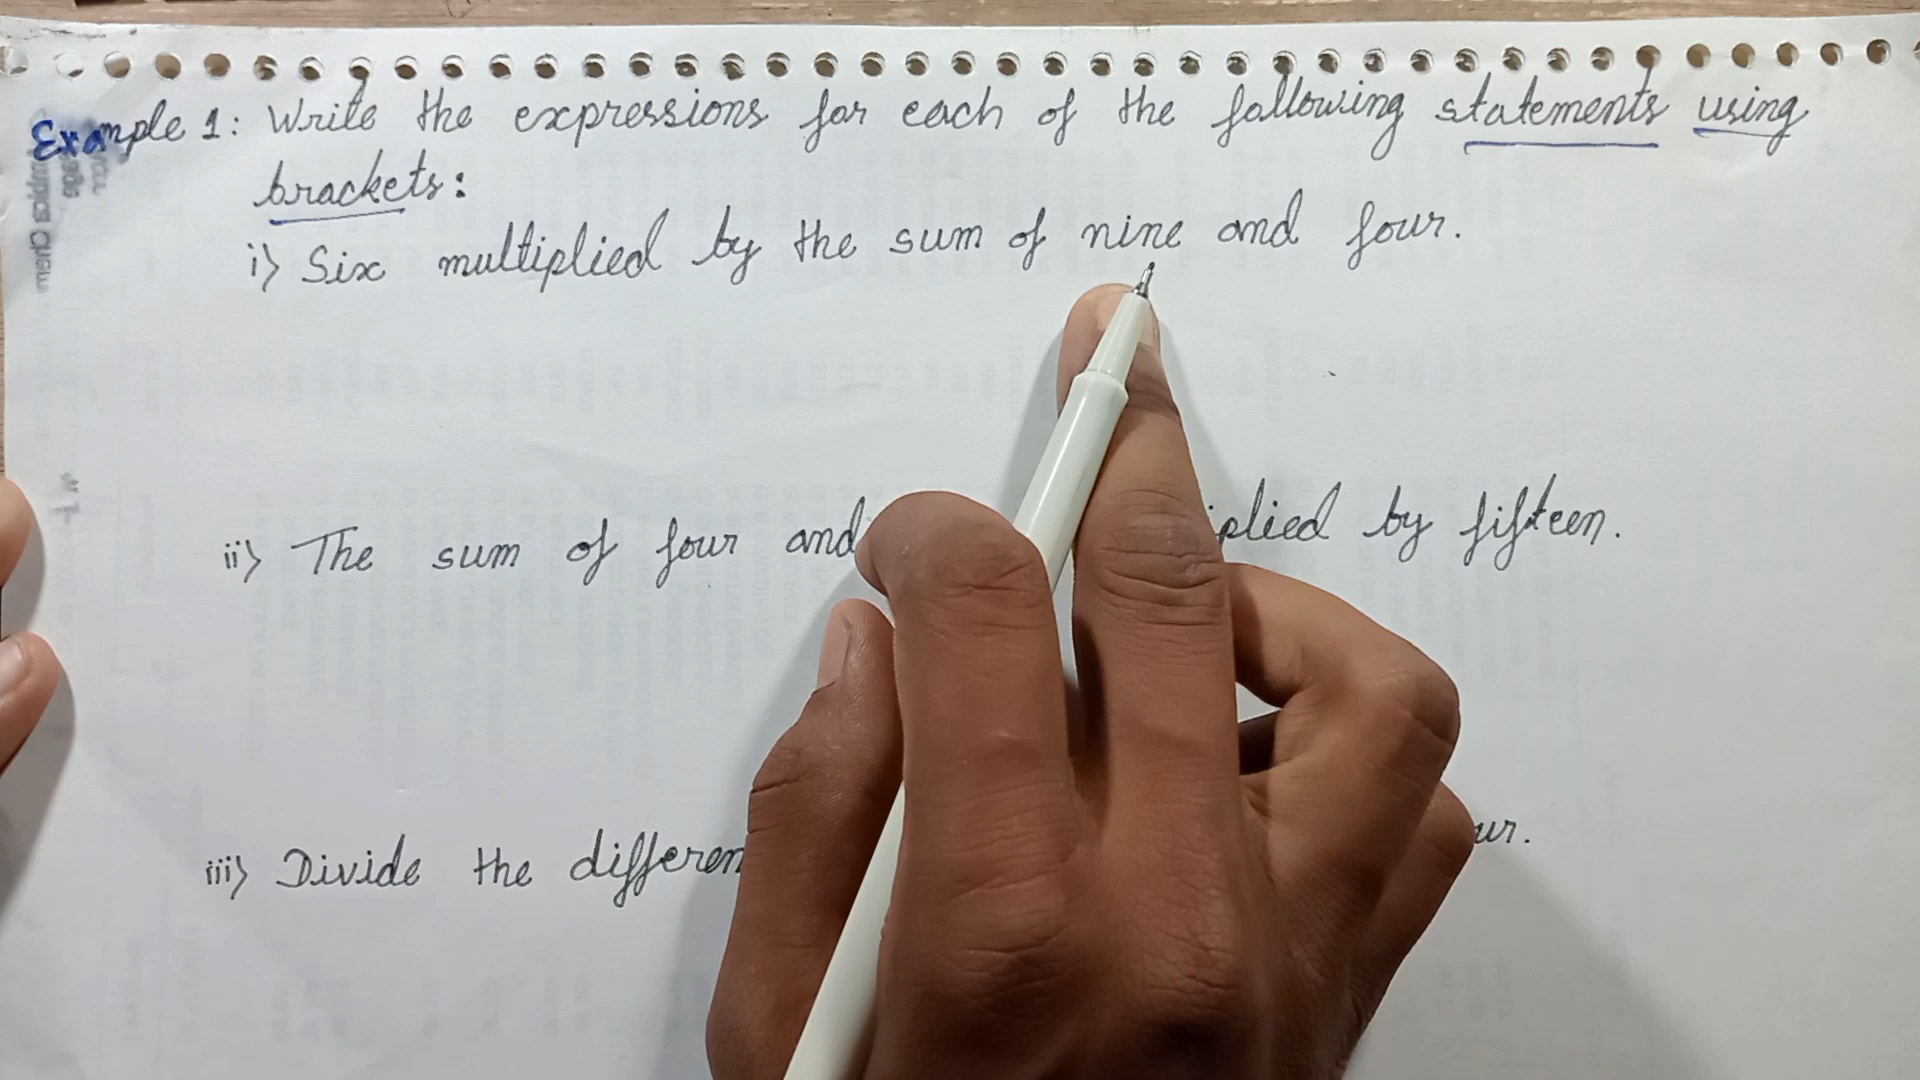 Example 1: Write the expressions for each of the following statements using
brackets:
i) Six multiplied by the sum of nine and four.
ii) The sum of four and iplied by fifteen.
iii) Divide the differen ur.